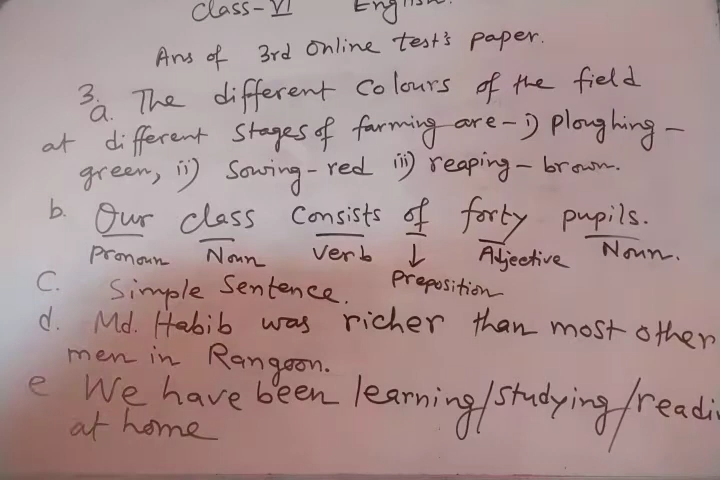 Class-VI English.
Ans of 3rd online test's paper.
3. a. The different Colours of the field
at different Stages of farming are - i) Ploughing -
green, ii) Sowing - red iii) reaping - brown.
b. Our class consists of forty pupils.
Pronoun Noun Verb ↓ Adjective Noun.
Preposition
C. Simple Sentence.
d. Md. Habib was richer than most other
men in Rangoon.
e We have been learning/studying/readi
at home